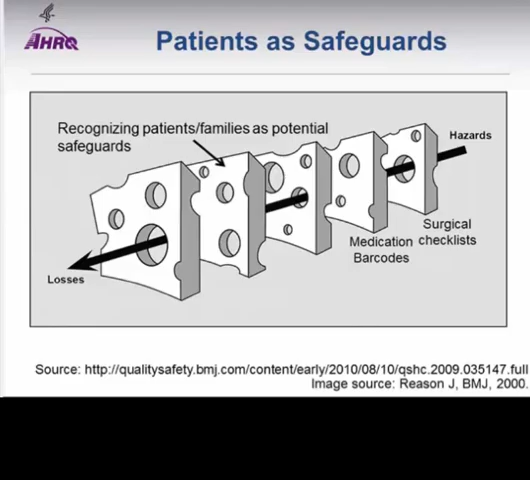 AHRQ
Patients as Safeguards
Recognizing patients/families as potential
safeguards
Hazards
Surgical
Medication checklists
Barcodes
Losses
Source: http://qualitysafety.bmj.com/content/early/2010/08/10/qshc.2009.035147.full
Image source: Reason J, BMJ, 2000.